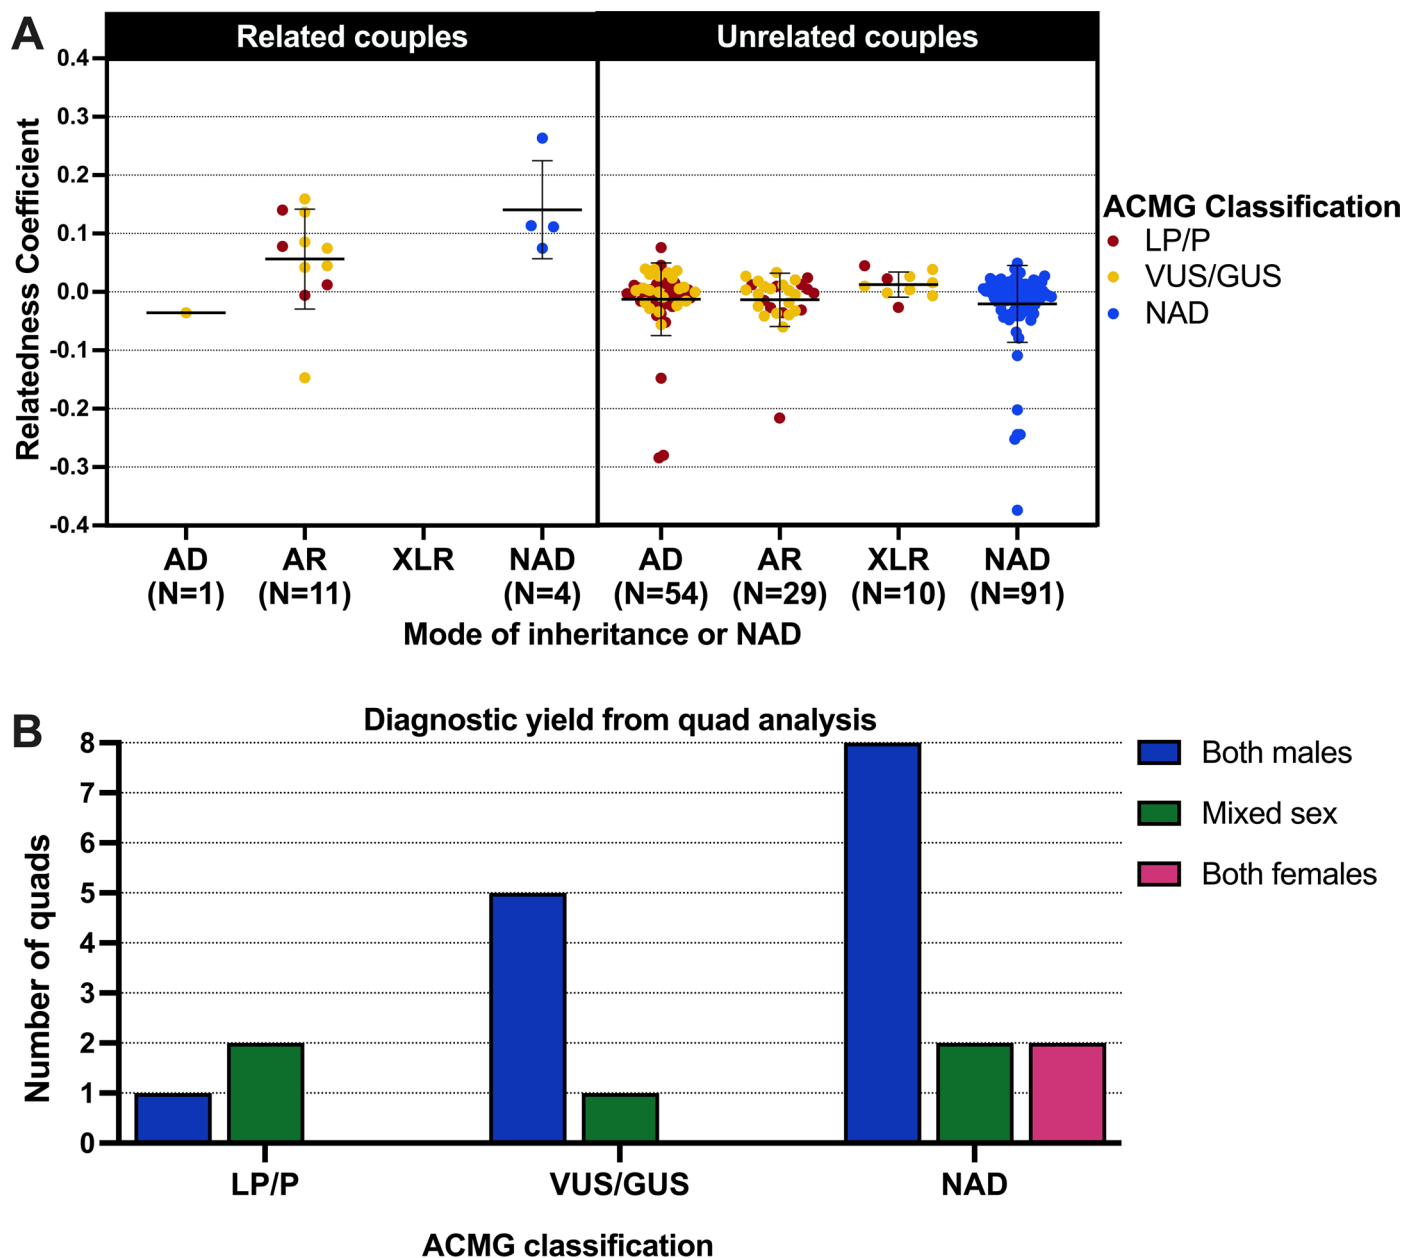 A
Related couples
Unrelated couples
Relatedness Coefficient
0.4
0.3
0.2
0.1
0.0
-0.1
-0.2
-0.3
-0.4
AD AR XLR NAD AD AR XLR NAD
(N=1) (N=11) (N=4) (N=54) (N=29) (N=10) (N=91)
Mode of inheritance or NAD
ACMG Classification
LP/P
VUS/GUS
NAD
B
Diagnostic yield from quad analysis
Number of quads
8
7
6
5
4
3
2
1
0
LP/P VUS/GUS NAD
ACMG classification
Both males
Mixed sex
Both females